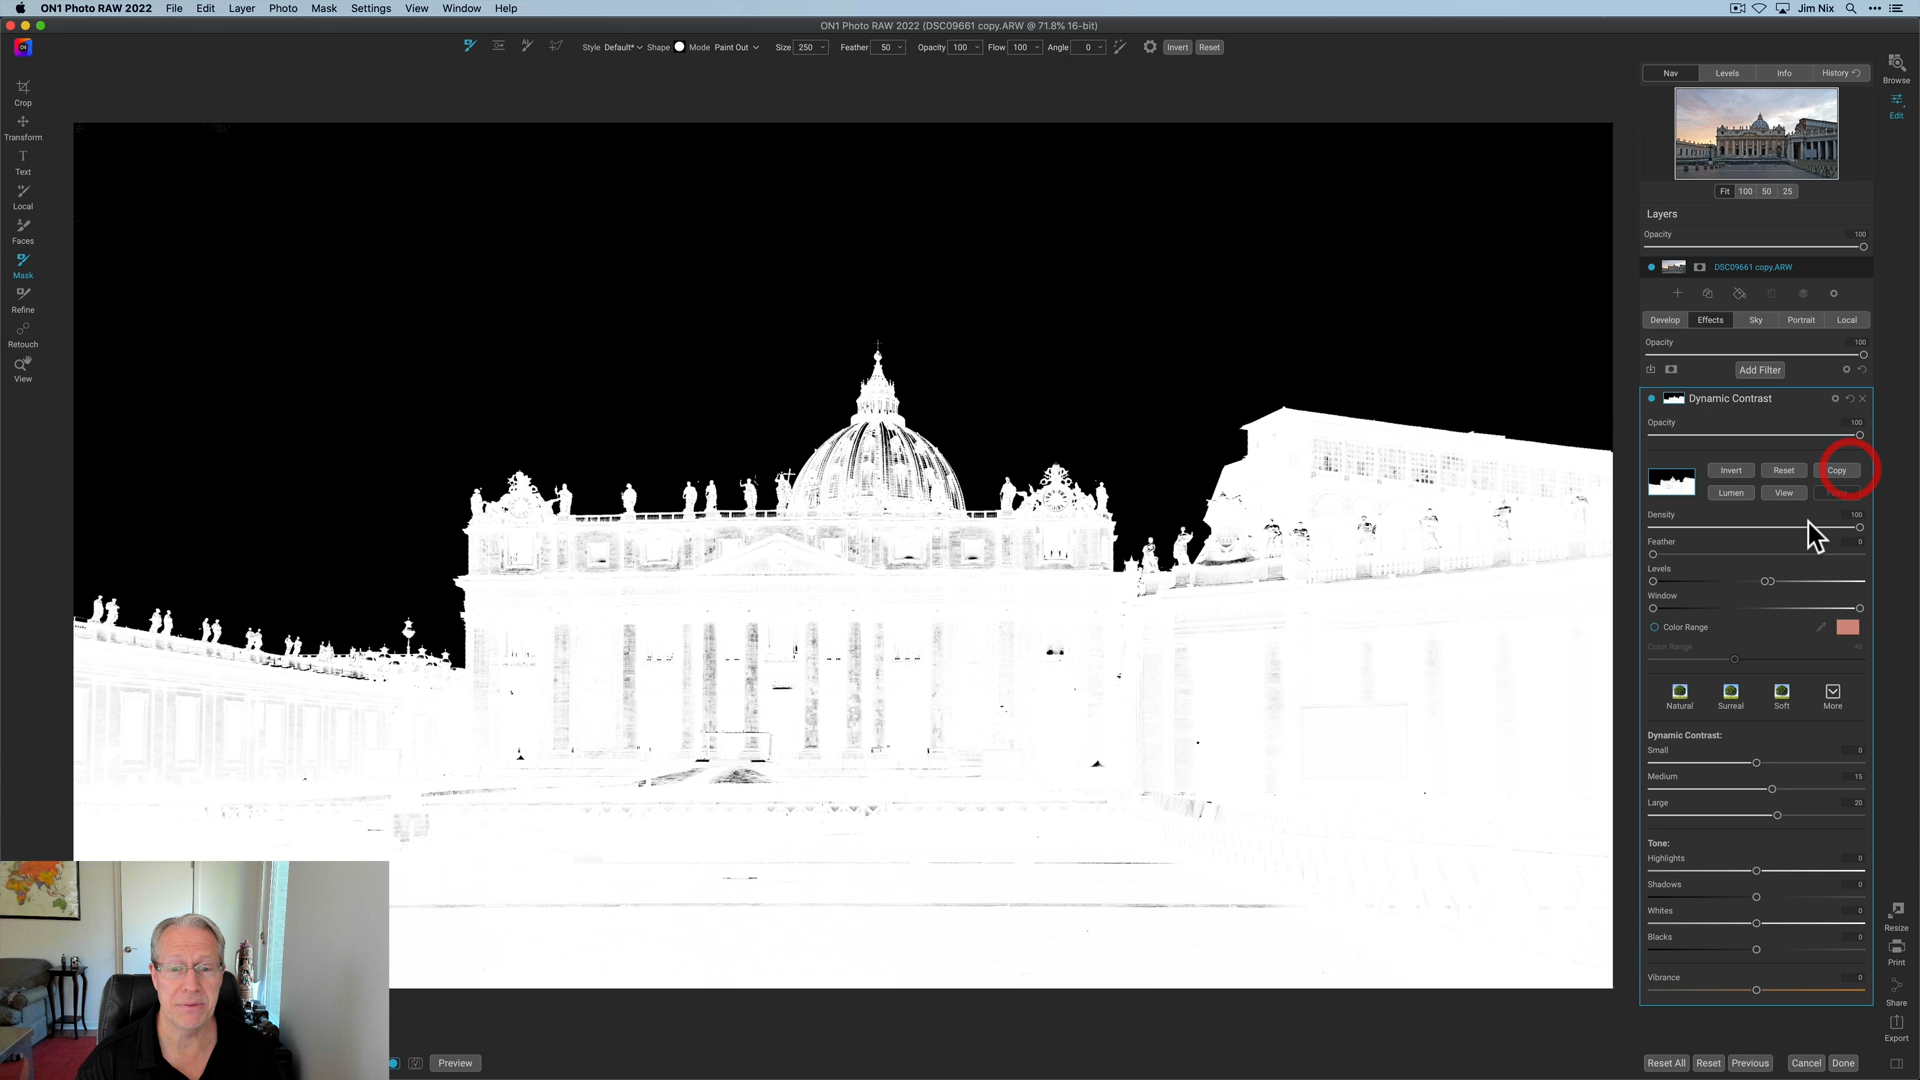 ON1 Photo RAW 2022 File Edit Layer Photo Mask Settings View Window Help Jim Nix
ON1 Photo RAW 2022 (DSC09661 copy.ARW @ 71.8% 16-bit)
Style Default* Shape Mode Paint Out Size 250 Feather 50 Opacity 100 Flow 100 Angle 0 Invert Reset
Crop
Transform
Text
Local
Faces
Mask
Refine
Retouch
View
Nav Levels Info History
Browse
Edit
Fit 100 50 25
Layers
Opacity 100
DSC09661 copy.ARW
Develop Effects Sky Portrait Local
Opacity 100
Add Filter
Dynamic Contrast
Opacity 100
Invert Reset Copy
Lumen View
Density 100
Feather 0
Levels
Window
Color Range
Color Range 40
Natural Surreal Soft More
Dynamic Contrast:
Small 0
Medium 15
Large 20
Tone:
Highlights 0
Shadows 0
Whites 0
Blacks 0
Vibrance 0
Resize
Print
Share
Export
Preview
Reset All Reset Previous Cancel Done